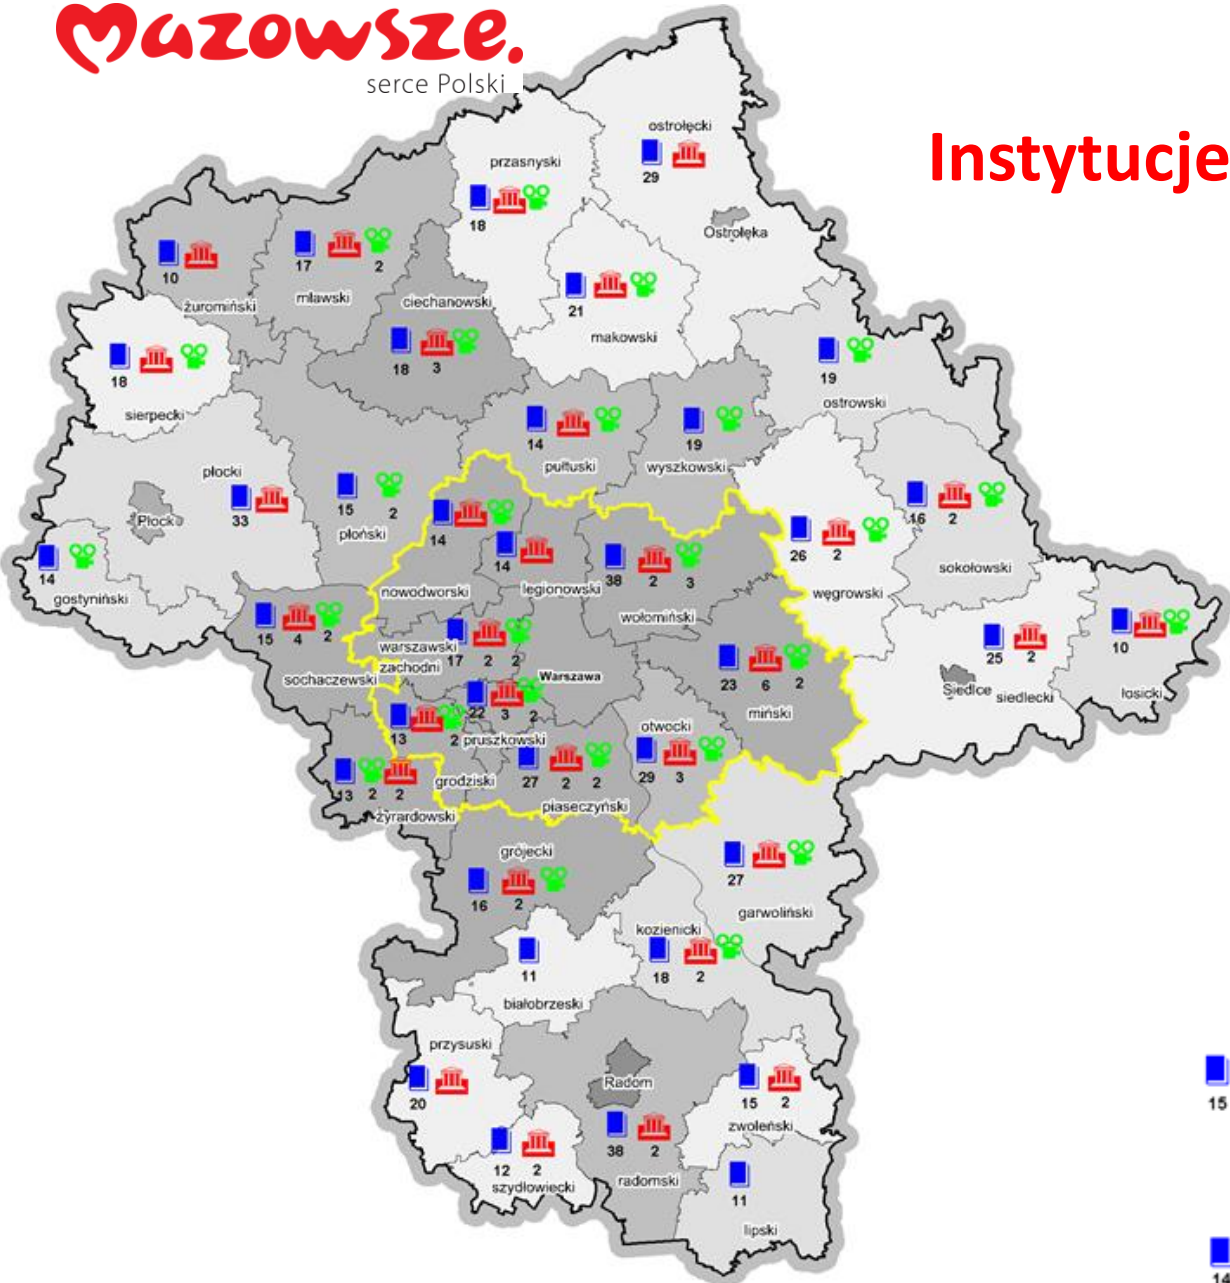 Mazowsze.
serce Polski
Instytucje
ostrołęcki
29
przasnyski
18
Ostrołęka
10
żuromiński
17
2
mławski
ciechanowski
18
3
21
makowski
18
sierpecki
19
ostrowski
14
pułtuski
19
wyszkowski
płocki
33
Płock
15
2
płoński
14
gostyniński
14
nowodworski
14
legionowski
38
2
3
wołomiński
26
2
węgrowski
16
2
sokołowski
15
4
2
sochaczewski
warszawski
zachodni
17
2
2
Warszawa
23
6
2
miński
25
2
Siedlce
siedlecki
10
łosicki
22
3
2
pruszkowski
13
2
grodziski
27
2
2
piaseczyński
otwocki
29
3
13
2
2
żyrardowski
grójecki
16
2
27
garwoliński
kozienicki
18
2
11
białobrzeski
przysuski
20
Radom
38
2
radomski
15
2
zwoleński
12
2
szydłowiecki
11
lipski
15
14